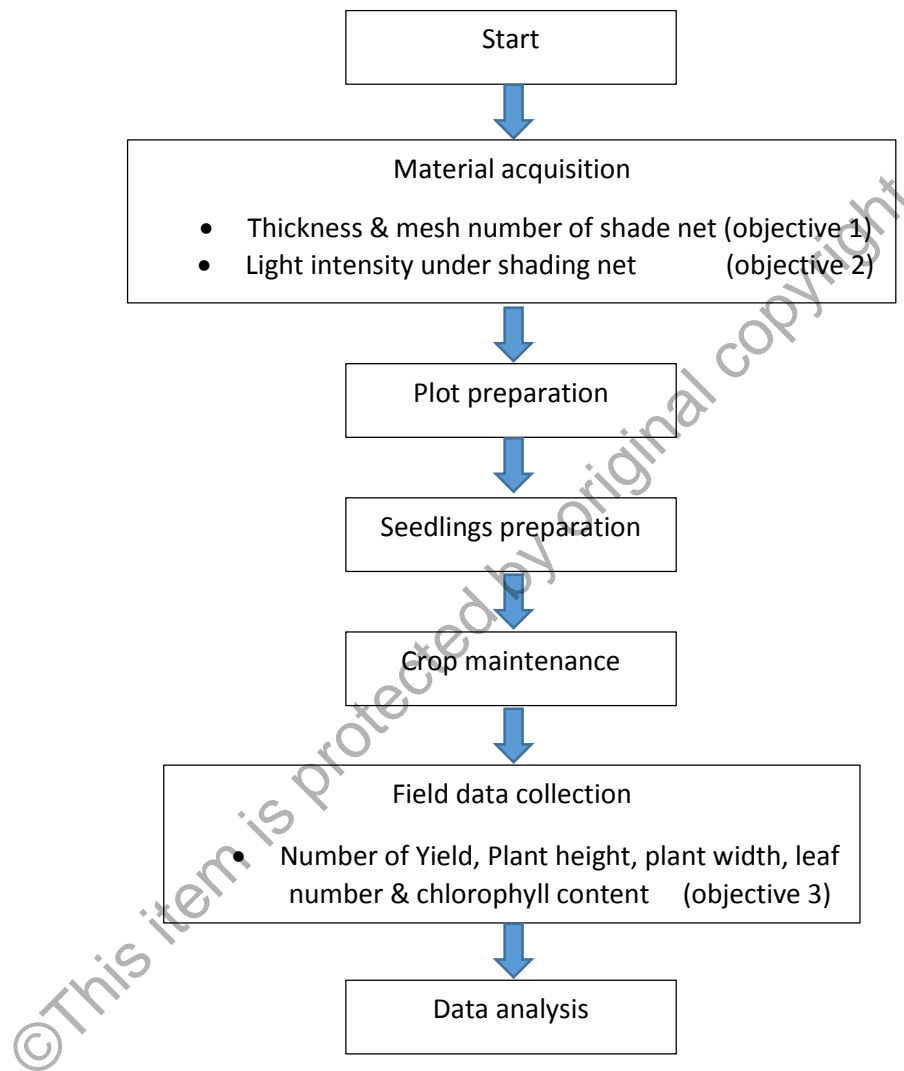 Start
Material acquisition
• Thickness & mesh number of shade net (objective 1)
• Light intensity under shading net (objective 2)
Plot preparation
Seedlings preparation
Crop maintenance
Field data collection
• Number of Yield, Plant height, plant width, leaf
number & chlorophyll content (objective 3)
Data analysis
©This item is protected by original copyright